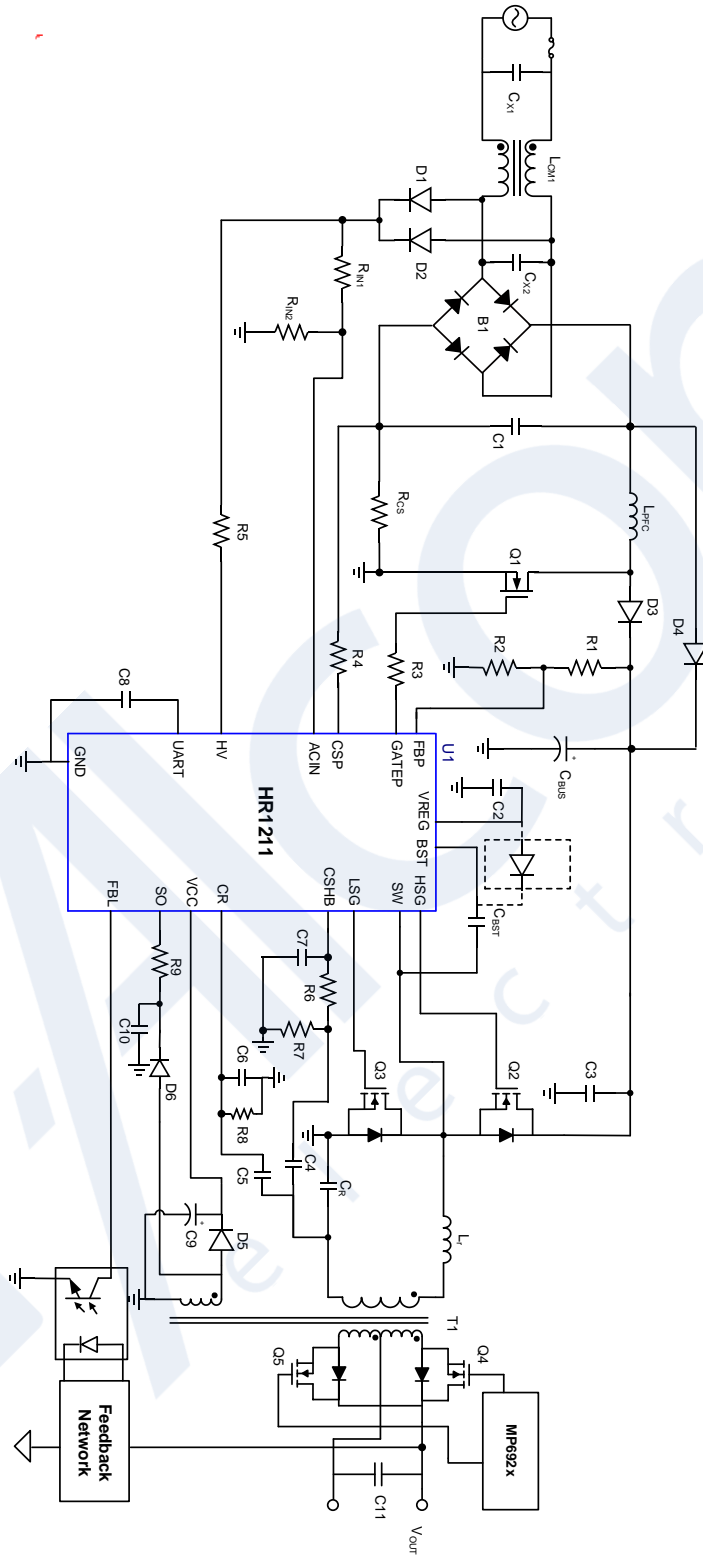 CX1
LCM1
D1
D2
CX2
B1
RIN1
RIN2
C1
RCS
LPFC
Q1
D3
D4
R5
R4
R3
R2
R1
CBUS
C8
U1
GND
UART
HV
ACIN
CSP
GATEP
FBP
HR1211
VREG
BST
HSG
SW
LSG
CSHB
CR
VCC
SO
FBL
C2
CBST
C3
C7
R6
R7
R9
C10
D6
C6
R8
C5
C4
CR
Q3
Q2
C9
D5
Lr
T1
Q5
Q4
MP692x
Feedback
Network
C11
VOUT